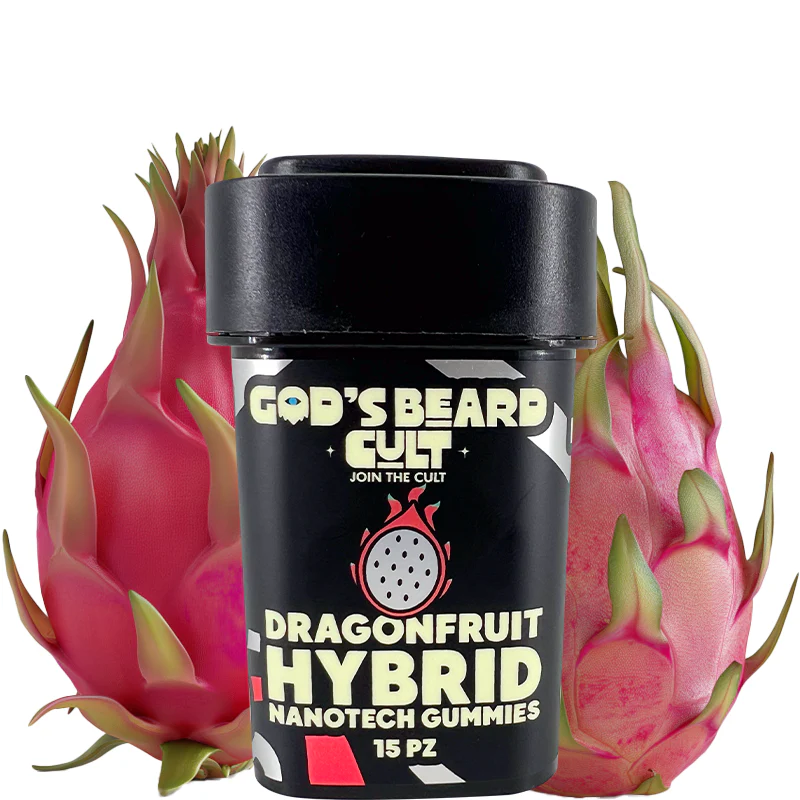 GOD'S BEARD
CULT
JOIN THE CULT
DRAGONFRUIT
HYBRID
NANOTECH GUMMIES
15 PZ